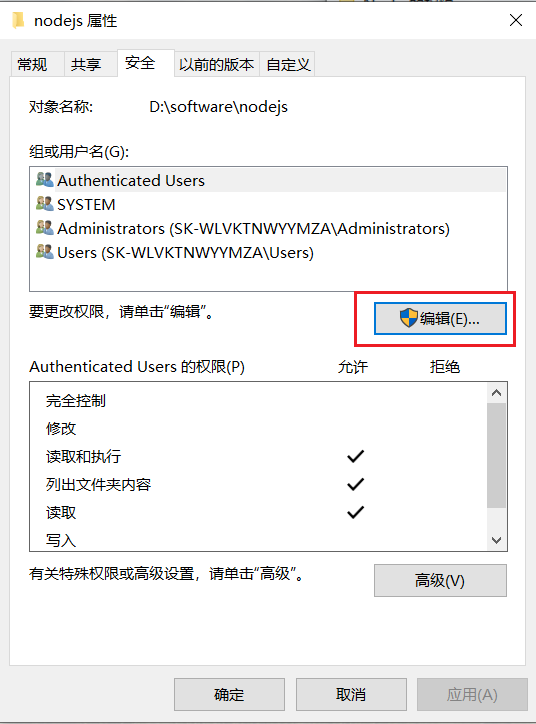 nodejs 属性
常规 共享 安全 以前的版本 自定义
对象名称: D:\software\nodejs
组或用户名(G):
Authenticated Users
SYSTEM
Administrators (SK-WLVKTNWYYMZA\Administrators)
Users (SK-WLVKTNWYYMZA\Users)
要更改权限，请单击“编辑”。
编辑(E)...
Authenticated Users 的权限(P) 允许 拒绝
完全控制
修改
读取和执行
列出文件夹内容
读取
写入
有关特殊权限或高级设置，请单击“高级”。
高级(V)
确定 取消 应用(A)